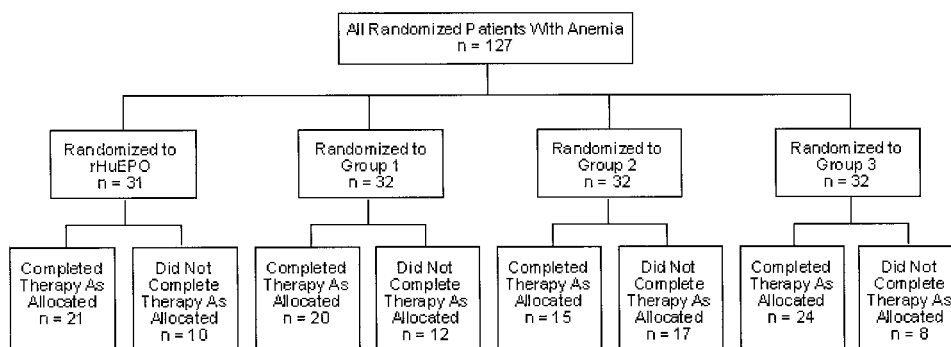 All Randomized Patients With Anemia
n = 127
Randomized to
rHuEPO
n = 31
Randomized to
Group 1
n = 32
Randomized to
Group 2
n = 32
Randomized to
Group 3
n = 32
Completed
Therapy As
Allocated
n = 21
Did Not
Complete
Therapy As
Allocated
n = 10
Completed
Therapy As
Allocated
n = 20
Did Not
Complete
Therapy As
Allocated
n = 12
Completed
Therapy As
Allocated
n = 15
Did Not
Complete
Therapy As
Allocated
n = 17
Completed
Therapy As
Allocated
n = 24
Did Not
Complete
Therapy As
Allocated
n = 8